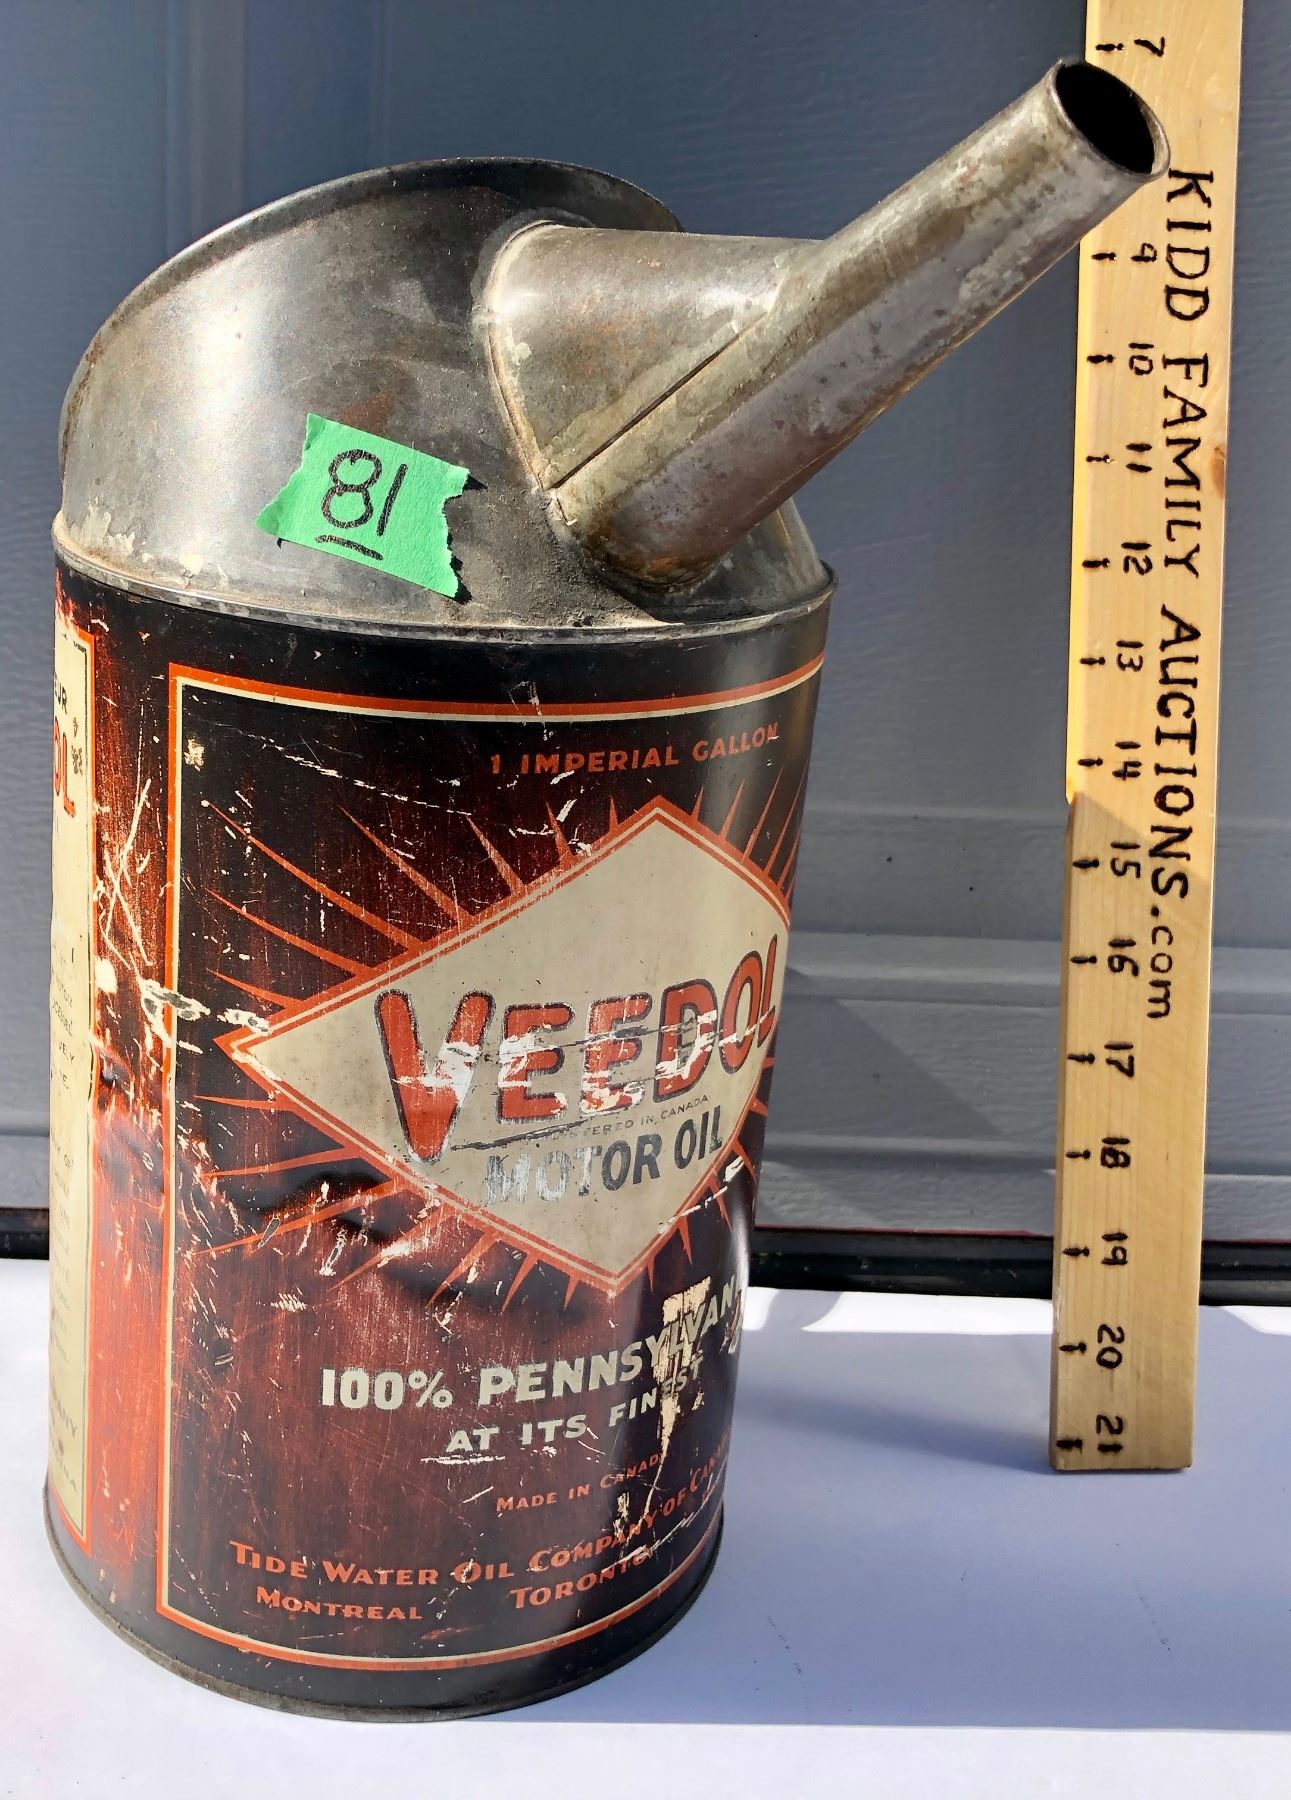 81
1 IMPERIAL GALLON
VEEDOL
IN CANADA
MOTOR OIL
100% PENNSYLVAN
AT ITS FINEST
MADE IN CANADA
TIDE WATER OIL COMPANY OF CAN
MONTREAL TORONTO
7
9
10
11
12
13
14
15
16
17
18
19
20
21
KIDD FAMILY AUCTIONS.com